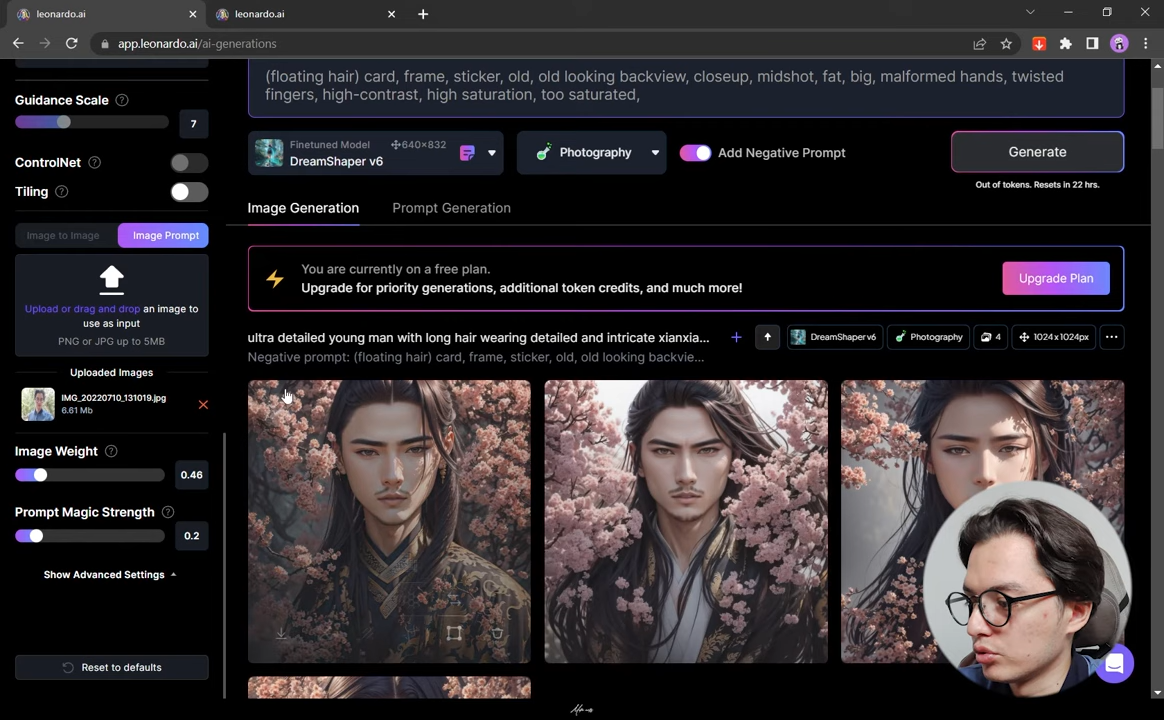 leonardo.ai
leonardo.ai
app.leonardo.ai/ai-generations
Guidance Scale
7
ControlNet
Tiling
Image to Image
Image Prompt
Upload or drag and drop an image to
use as input
PNG or JPG up to 5MB
Uploaded Images
IMG_20220710_131019.jpg
6.61 Mb
Image Weight
0.46
Prompt Magic Strength
0.2
Show Advanced Settings
Reset to defaults
(floating hair) card, frame, sticker, old, old looking backview, closeup, midshot, fat, big, malformed hands, twisted
fingers, high-contrast, high saturation, too saturated,
Finetuned Model
640×832
DreamShaper v6
Photography
Add Negative Prompt
Generate
Out of tokens. Resets in 22 hrs.
Image Generation
Prompt Generation
You are currently on a free plan.
Upgrade for priority generations, additional token credits, and much more!
Upgrade Plan
ultra detailed young man with long hair wearing detailed and intricate xianxia...
DreamShaper v6
Photography
4
1024x1024px
Negative prompt: (floating hair) card, frame, sticker, old, old looking backvie...